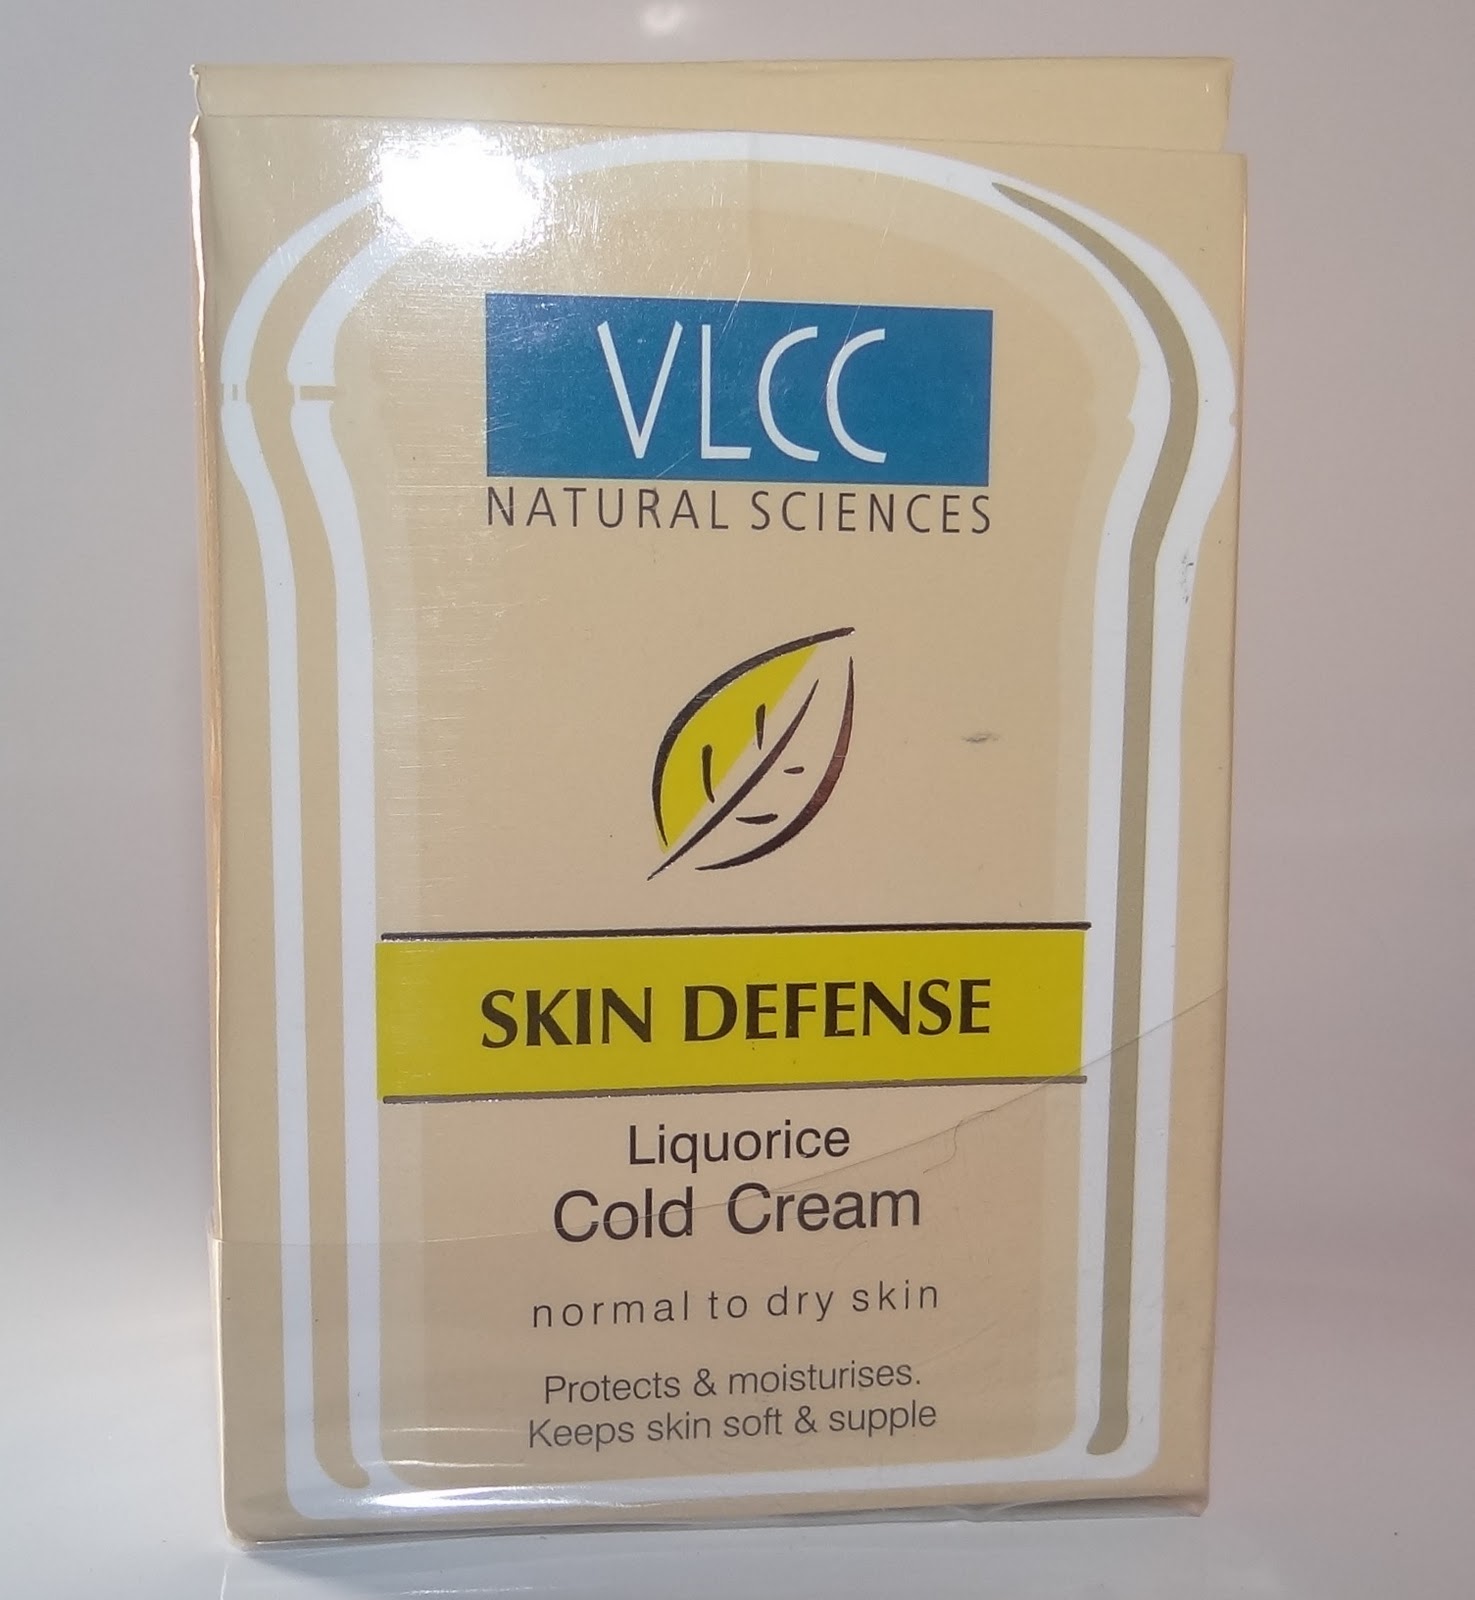 VLCC
NATURAL SCIENCES
SKIN DEFENSE
Liquorice
Cold Cream
normal to dry skin
Protects & moisturises.
Keeps skin soft & supple